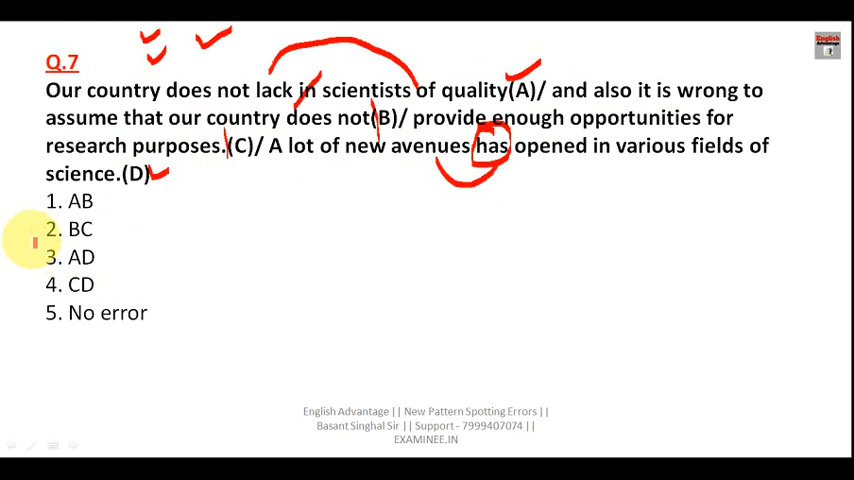 English
Advantage
Q.7
Our country does not lack in scientists of quality(A)/ and also it is wrong to
assume that our country does not(B)/ provide enough opportunities for
research purposes.(C)/ A lot of new avenues has opened in various fields of
science.(D)
1. AB
2. BC
3. AD
4. CD
5. No error
English Advantage || New Pattern Spotting Errors ||
Basant Singhal Sir || Support - 7999407074 ||
EXAMINEE.IN